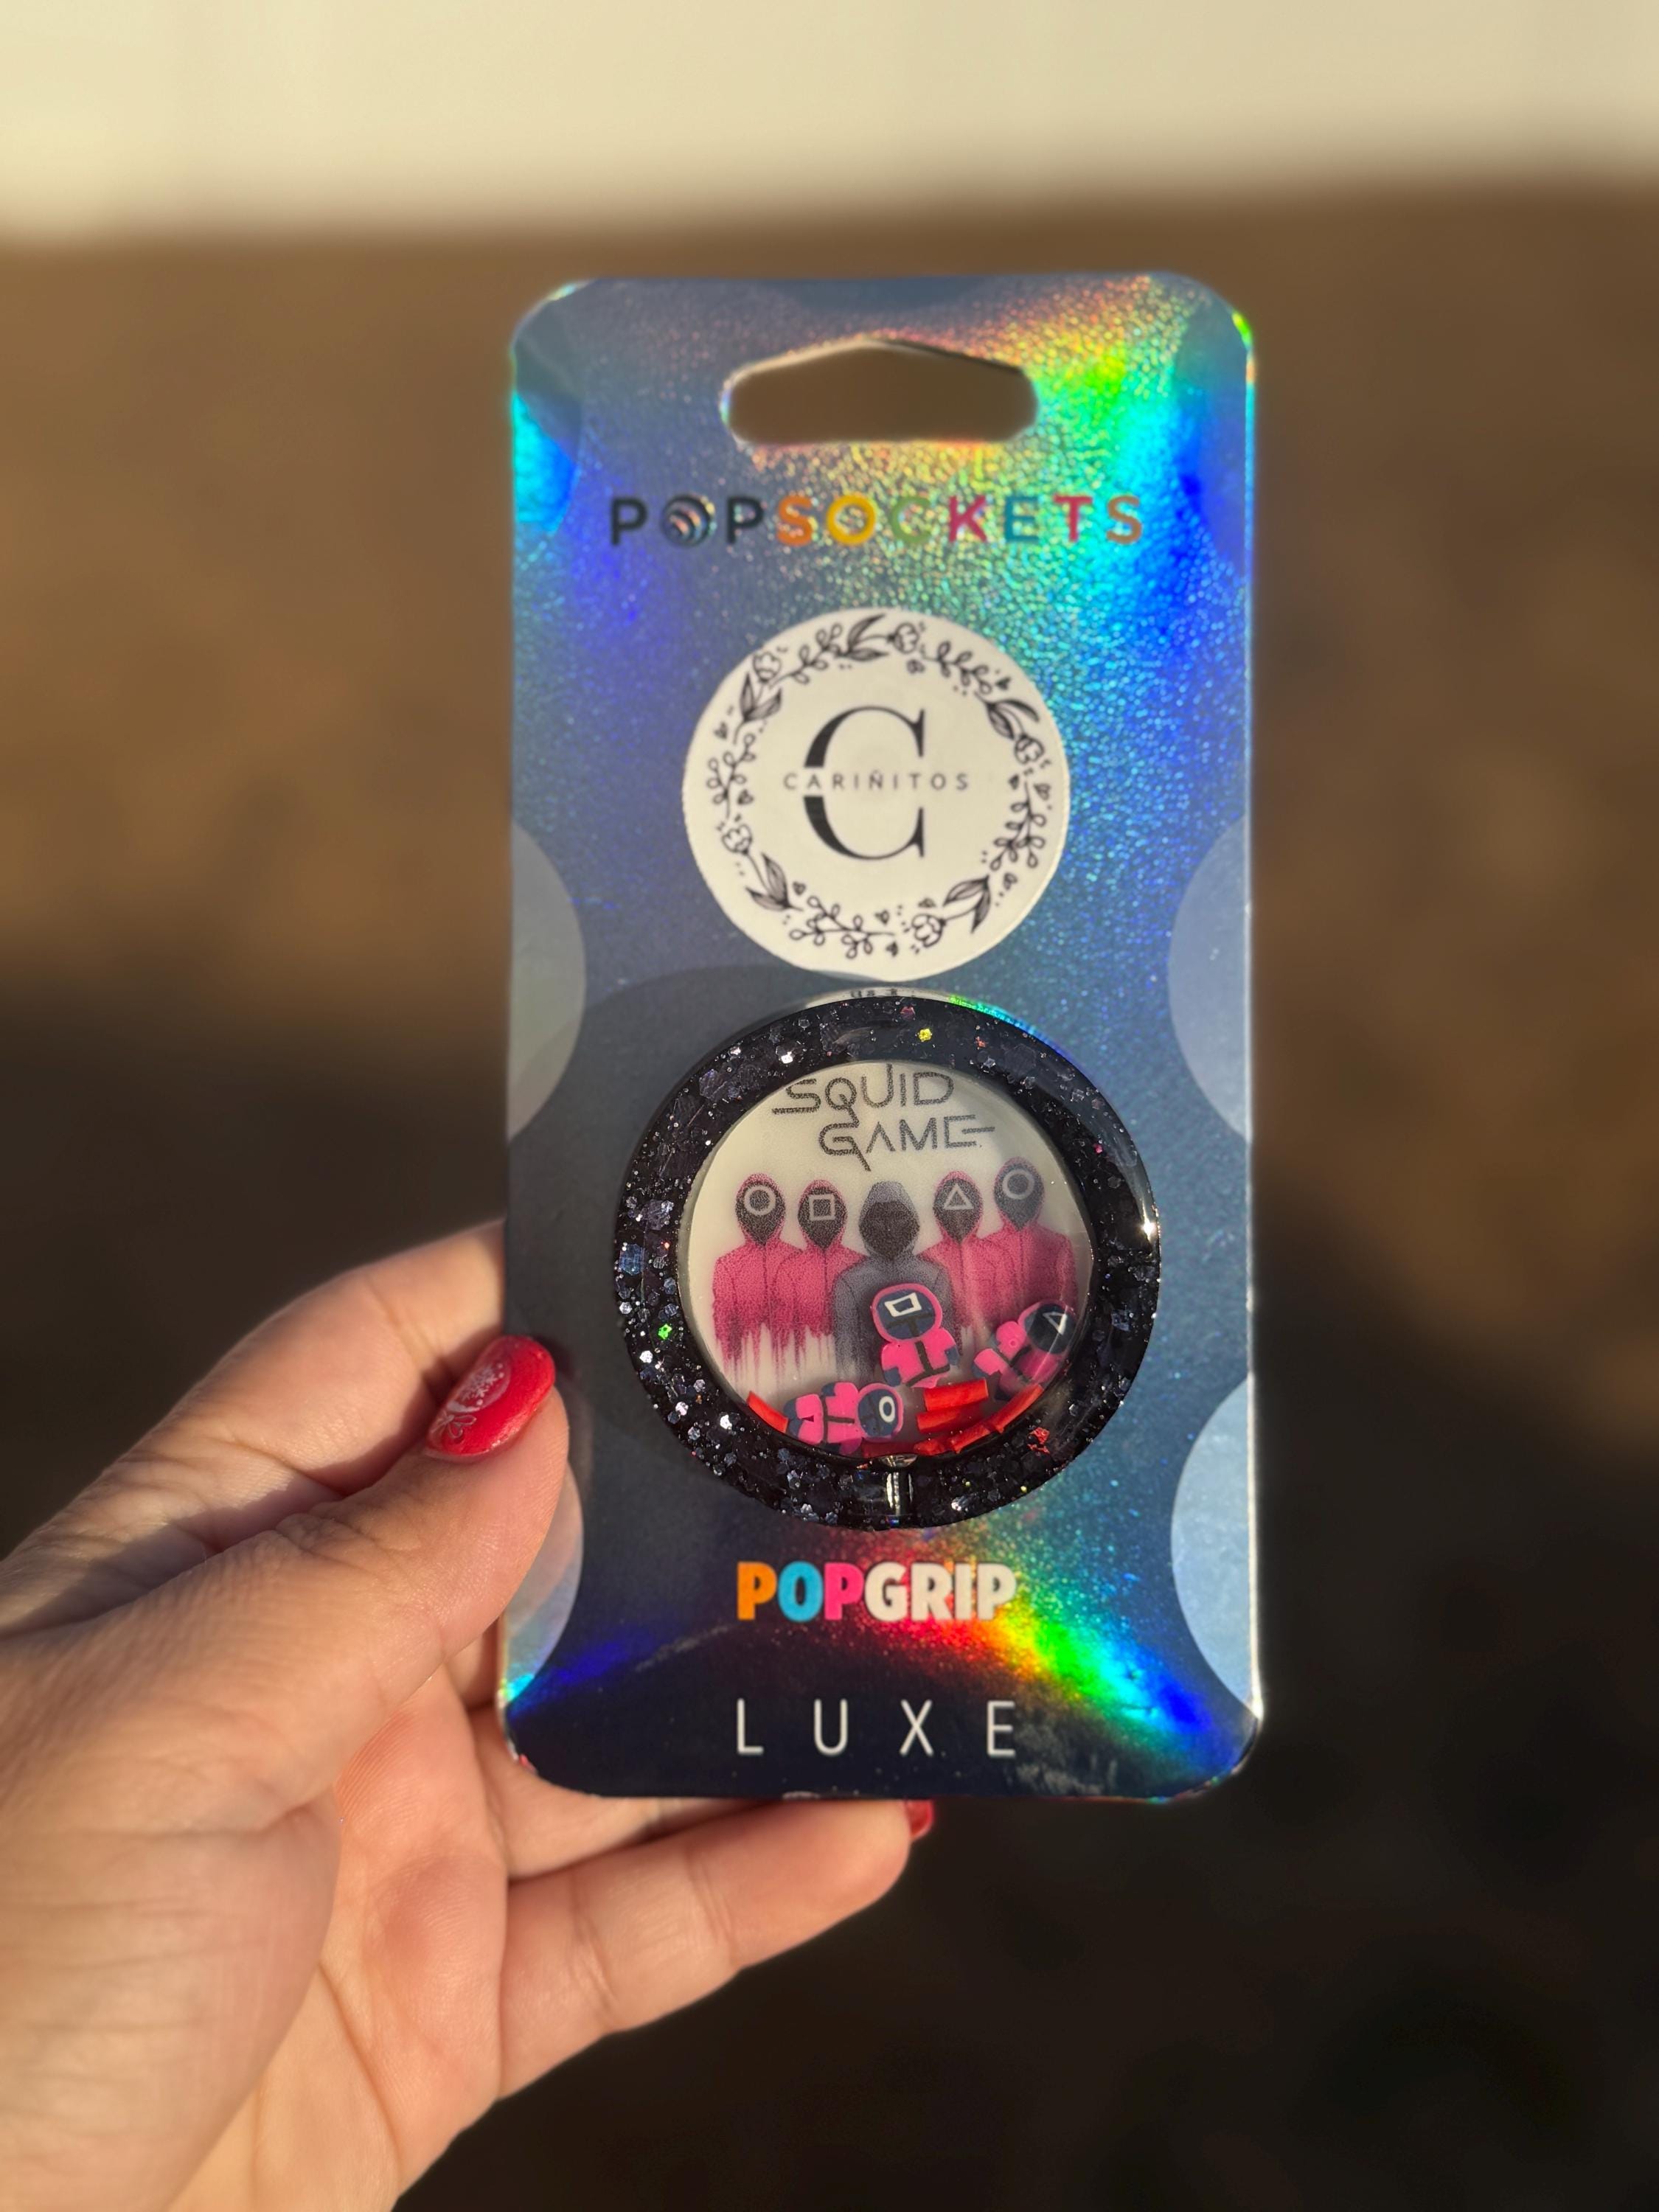 POPSOCKETS
CARIÑITOS
SQUID
GAME
POPGRIP
LUXE